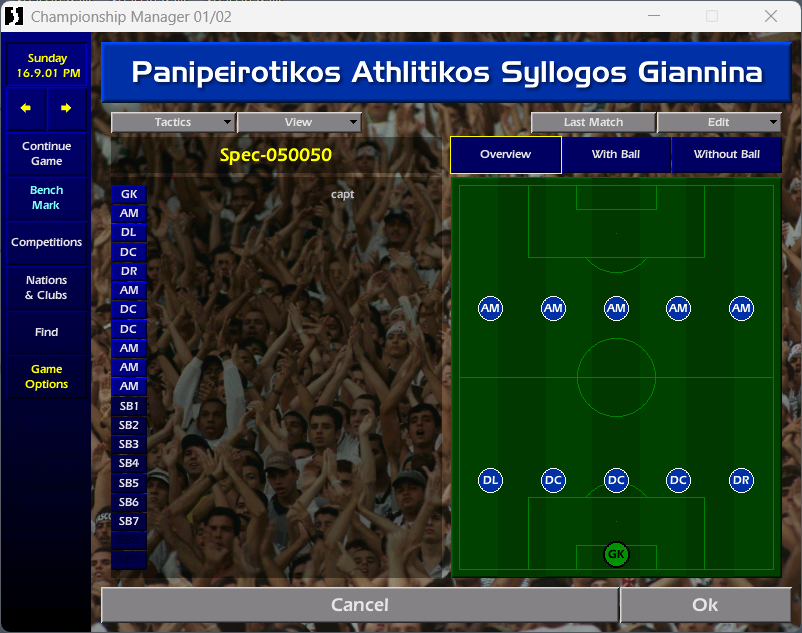 Championship Manager 01/02
Sunday
16.9.01 PM
Continue
Game
Bench
Mark
Competitions
Nations
& Clubs
Find
Game
Options
Panipeirotikos Athlitikos Syllogos Giannina
Tactics
View
Last Match
Edit
Spec-050050
Overview
With Ball
Without Ball
GK capt
AM
DL
DC
DR
AM
DC
DC
AM
AM
AM
SB1
SB2
SB3
SB4
SB5
SB6
SB7
AM AM AM AM AM
DL DC DC DC DR
GK
Cancel
Ok